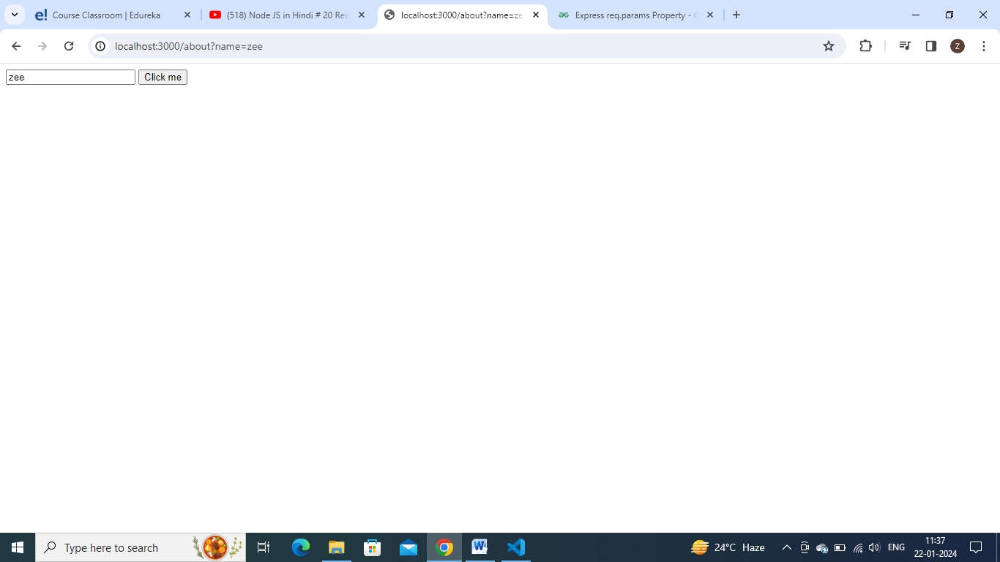 e! Course Classroom | Edureka
(518) Node JS in Hindi # 20 Ren
localhost:3000/about?name=ze
Express req.params Property - G
localhost:3000/about?name=zee
Z
zee
Click me
Type here to search
W
24°C Haze
ENG
11:37
22-01-2024